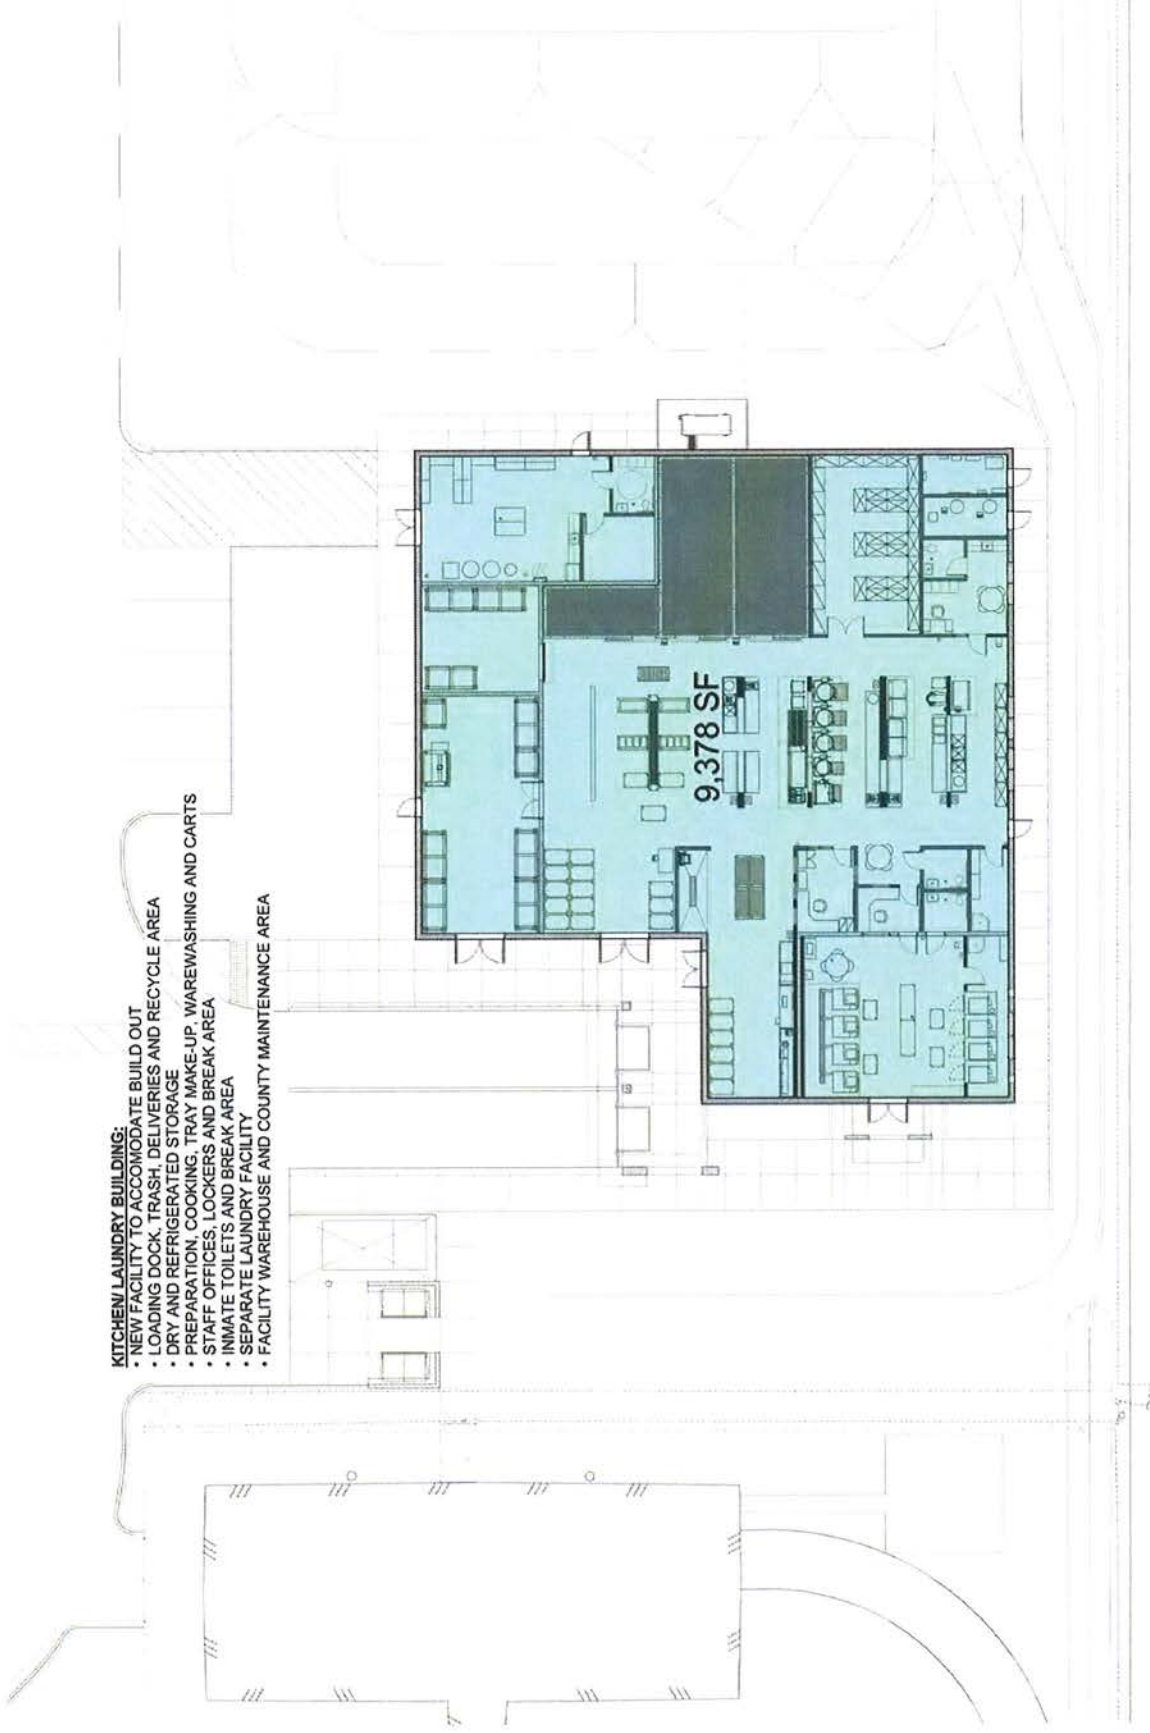 KITCHEN/ LAUNDRY BUILDING:
• NEW FACILITY TO ACCOMODATE BUILD OUT
• LOADING DOCK, TRASH, DELIVERIES AND RECYCLE AREA
• DRY AND REFRIGERATED STORAGE
• PREPARATION, COOKING, TRAY MAKE-UP, WAREWASHING AND CARTS
• STAFF OFFICES, LOCKERS AND BREAK AREA
• INMATE TOILETS AND BREAK AREA
• SEPARATE LAUNDRY FACILITY
• FACILITY WAREHOUSE AND COUNTY MAINTENANCE AREA
9,378 SF